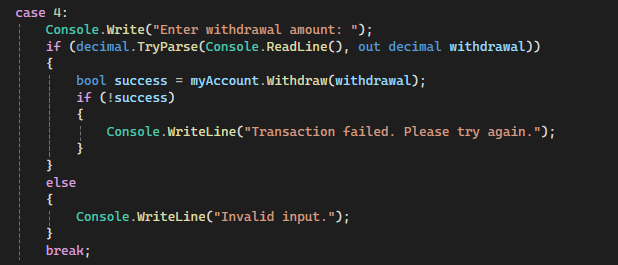 case 4:
    Console.Write("Enter withdrawal amount: ");
    if (decimal.TryParse(Console.ReadLine(), out decimal withdrawal))
    {
        bool success = myAccount.Withdraw(withdrawal);
        if (!success)
        {
            Console.WriteLine("Transaction failed. Please try again.");
        }
    }
    else
    {
        Console.WriteLine("Invalid input.");
    }
    break;